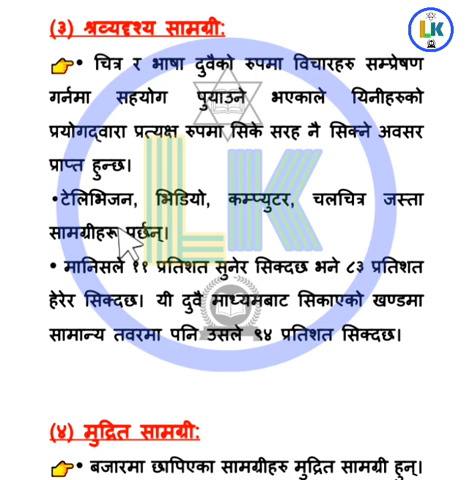 (३) श्रव्यदृश्य सामग्री:
LK
• चित्र र भाषा दुवैको रुपमा विचारहरु सम्प्रेषण
गर्नमा सहयोग पुयाउने भएकाले यिनीहरुको
प्रयोगद्वारा प्रत्यक्ष रुपमा सिके सरह नै सिक्ने अवसर
प्राप्त हुन्छ।
•टेलिभिजन, भिडियो, कम्प्युटर, चलचित्र जस्ता
सामग्रीहरू पर्छन्।
• मानिसले ११ प्रतिशत सुनेर सिक्दछ भने ८३ प्रतिशत
हेरेर सिक्दछ। यी दुवै माध्यमबाट सिकाएको खण्डमा
सामान्य तवरमा पनि उसले ९४ प्रतिशत सिक्दछ।
LK
(४) मुद्रित सामग्री:
• बजारमा छापिएका सामग्रीहरु मुद्रित सामग्री हुन्।